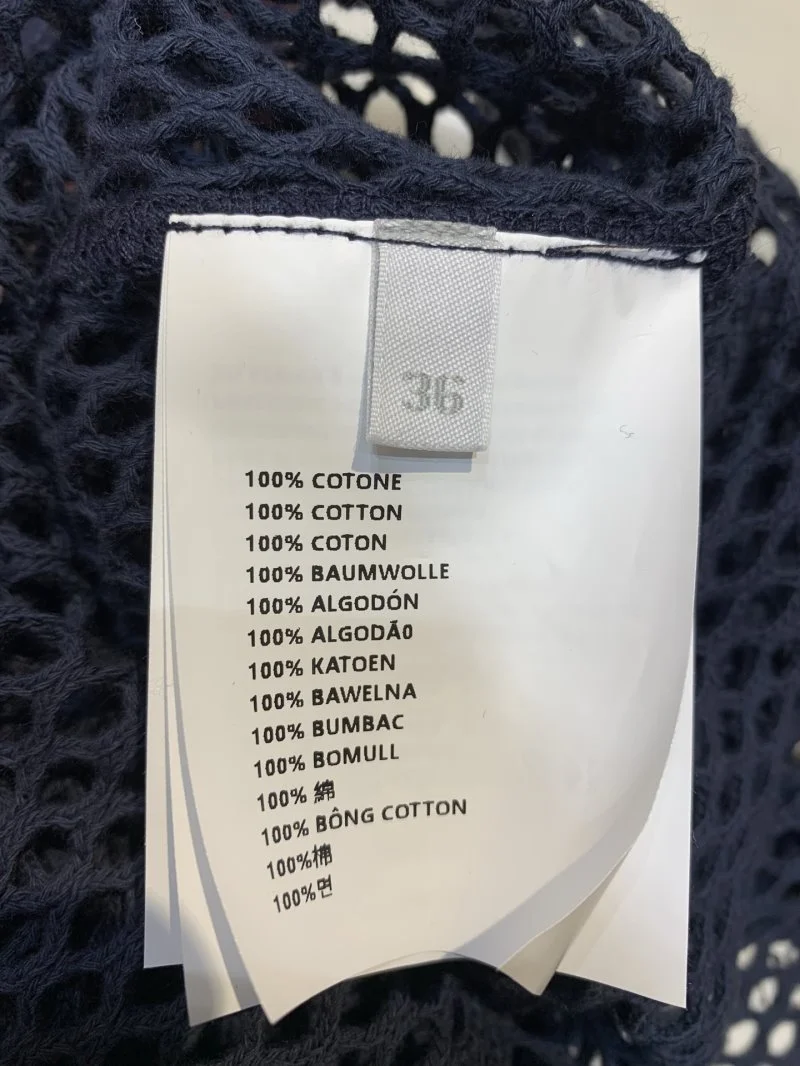 36
100% COTONE
100% COTTON
100% COTON
100% BAUMWOLLE
100% ALGODÓN
100% ALGODÃ0
100% KATOEN
100% BAWELNA
100% BUMBAC
100% BOMULL
100% 綿
100% BÔNG COTTON
100%棉
100%면